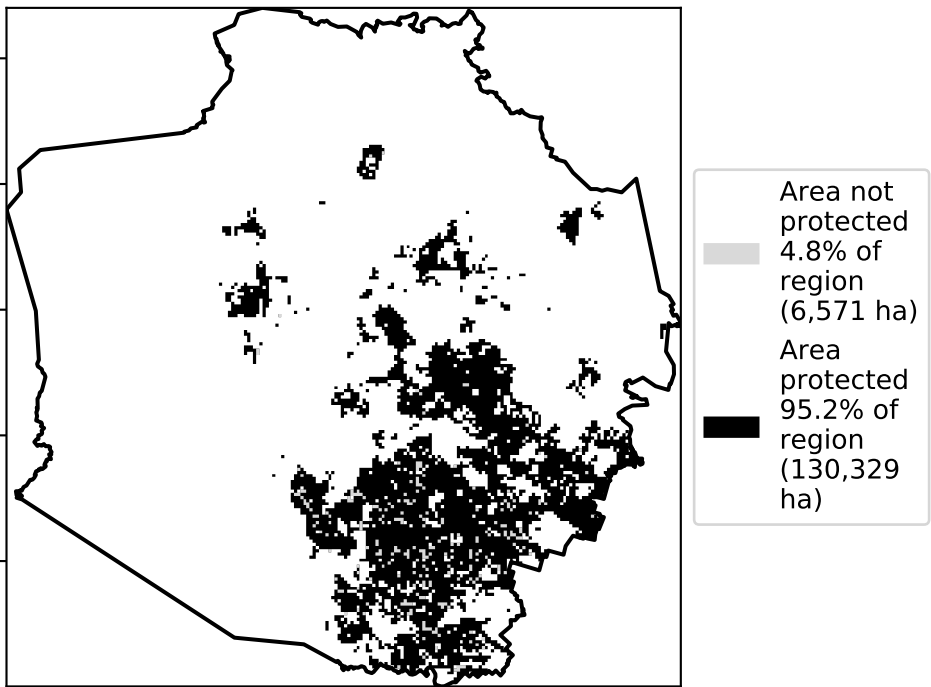 Area not
protected
4.8% of
region
(6,571 ha)
Area
protected
95.2% of
region
(130,329
ha)